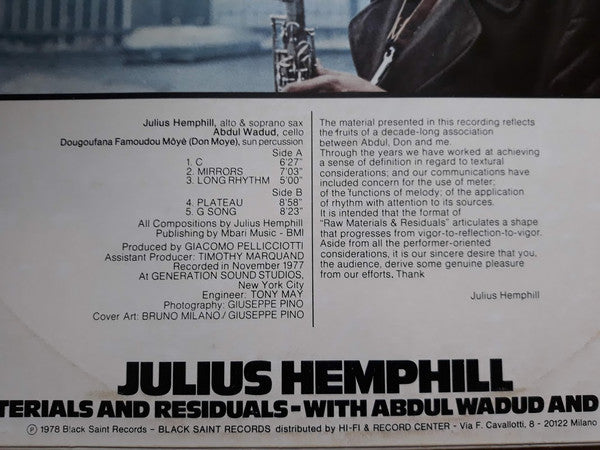 Julius Hemphill, alto & soprano sax
Abdul Wadud, cello
Dougoufana Famoudou Môyè (Don Moye), sun percussion
Side A
1. C 6'27"
2. MIRRORS 7'03"
3. LONG RHYTHM 5'00"
Side B
4. PLATEAU 8'58"
5. G SONG 8'23"
All Compositions by Julius Hemphill
Publishing by Mbari Music - BMI
Produced by GIACOMO PELLICCIOTTI
Assistant Producer: TIMOTHY MARQUAND
Recorded in November 1977
At GENERATION SOUND STUDIOS,
New York City
Engineer: TONY MAY
Photography: GIUSEPPE PINO
Cover Art: BRUNO MILANO / GIUSEPPE PINO
The material presented in this recording reflects
the fruits of a decade-long association
between Abdul, Don and me.
Through the years we have worked at achieving
a sense of definition in regard to textural
considerations; and our communications have
included concern for the use of meter;
of the functions of melody; of the application
of rhythm with attention to its sources.
It is intended that the format of
"Raw Materials & Residuals" articulates a shape
that progresses from vigor-to-reflection-to-vigor.
Aside from all the performer-oriented
considerations, it is our sincere desire that you,
the audience, derive some genuine pleasure
from our efforts. Thank
Julius Hemphill
JULIUS HEMPHILL
TERIALS AND RESIDUALS - WITH ABDUL WADUD AND
℗ 1978 Black Saint Records - BLACK SAINT RECORDS distributed by HI-FI & RECORD CENTER - Via F. Cavallotti, 8 - 20122 Milano